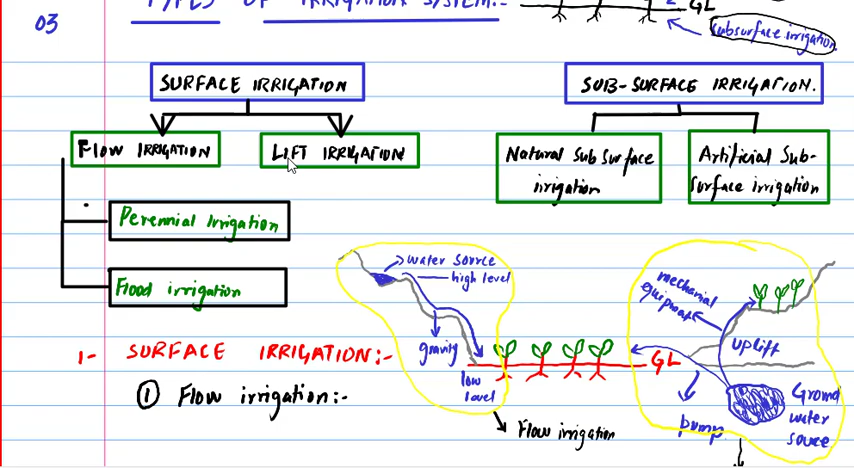 03
TYPES OF IRRIGATION SYSTEM:-
GL
subsurface irrigation
SURFACE IRRIGATION
SUB-SURFACE IRRIGATION.
FLOW IRRIGATION
LIFT IRRIGATION
Natural Sub Surface
irrigation
Artificial Sub-
Surface irrigation
Perennial Irrigation
Flood irrigation
water source
high level
gravity
low
level
mechanial
equipment
uplift
GL
Ground
water
souce
pump
1- SURFACE IRRIGATION:-
① Flow irrigation:-
Flow irrigation